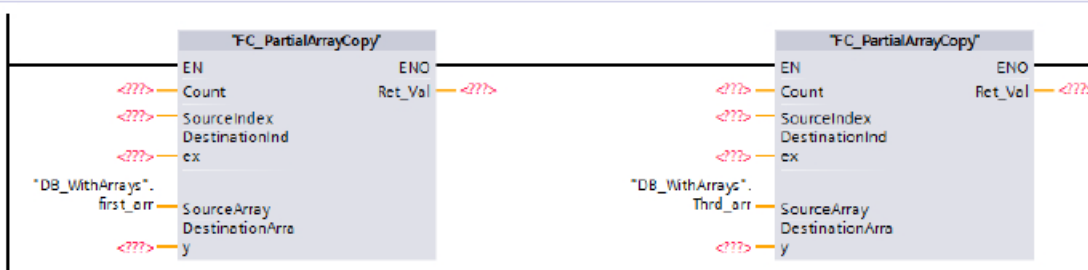 "FC_PartialArrayCopy"
EN ENO
<???> Count Ret_Val <???>
<???> SourceIndex
DestinationInd
<???> ex
"DB_WithArrays".
first_arr SourceArray
DestinationArra
<???> y
"FC_PartialArrayCopy"
EN ENO
<???> Count Ret_Val <???
<???> SourceIndex
DestinationInd
<???> ex
"DB_WithArrays".
Thrd_arr SourceArray
DestinationArra
<???> y